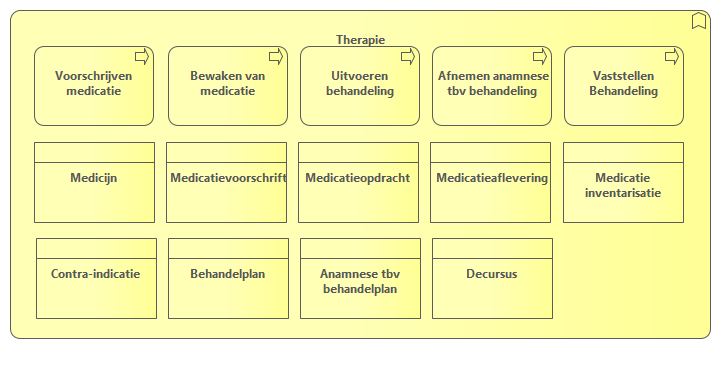 Therapie
Voorschrijven
medicatie
Bewaken van
medicatie
Uitvoeren
behandeling
Afnemen anamnese
tbv behandeling
Vaststellen
Behandeling
Medicijn
Medicatievoorschrift
Medicatieopdracht
Medicatieaflevering
Medicatie
inventarisatie
Contra-indicatie
Behandelplan
Anamnese tbv
behandelplan
Decursus